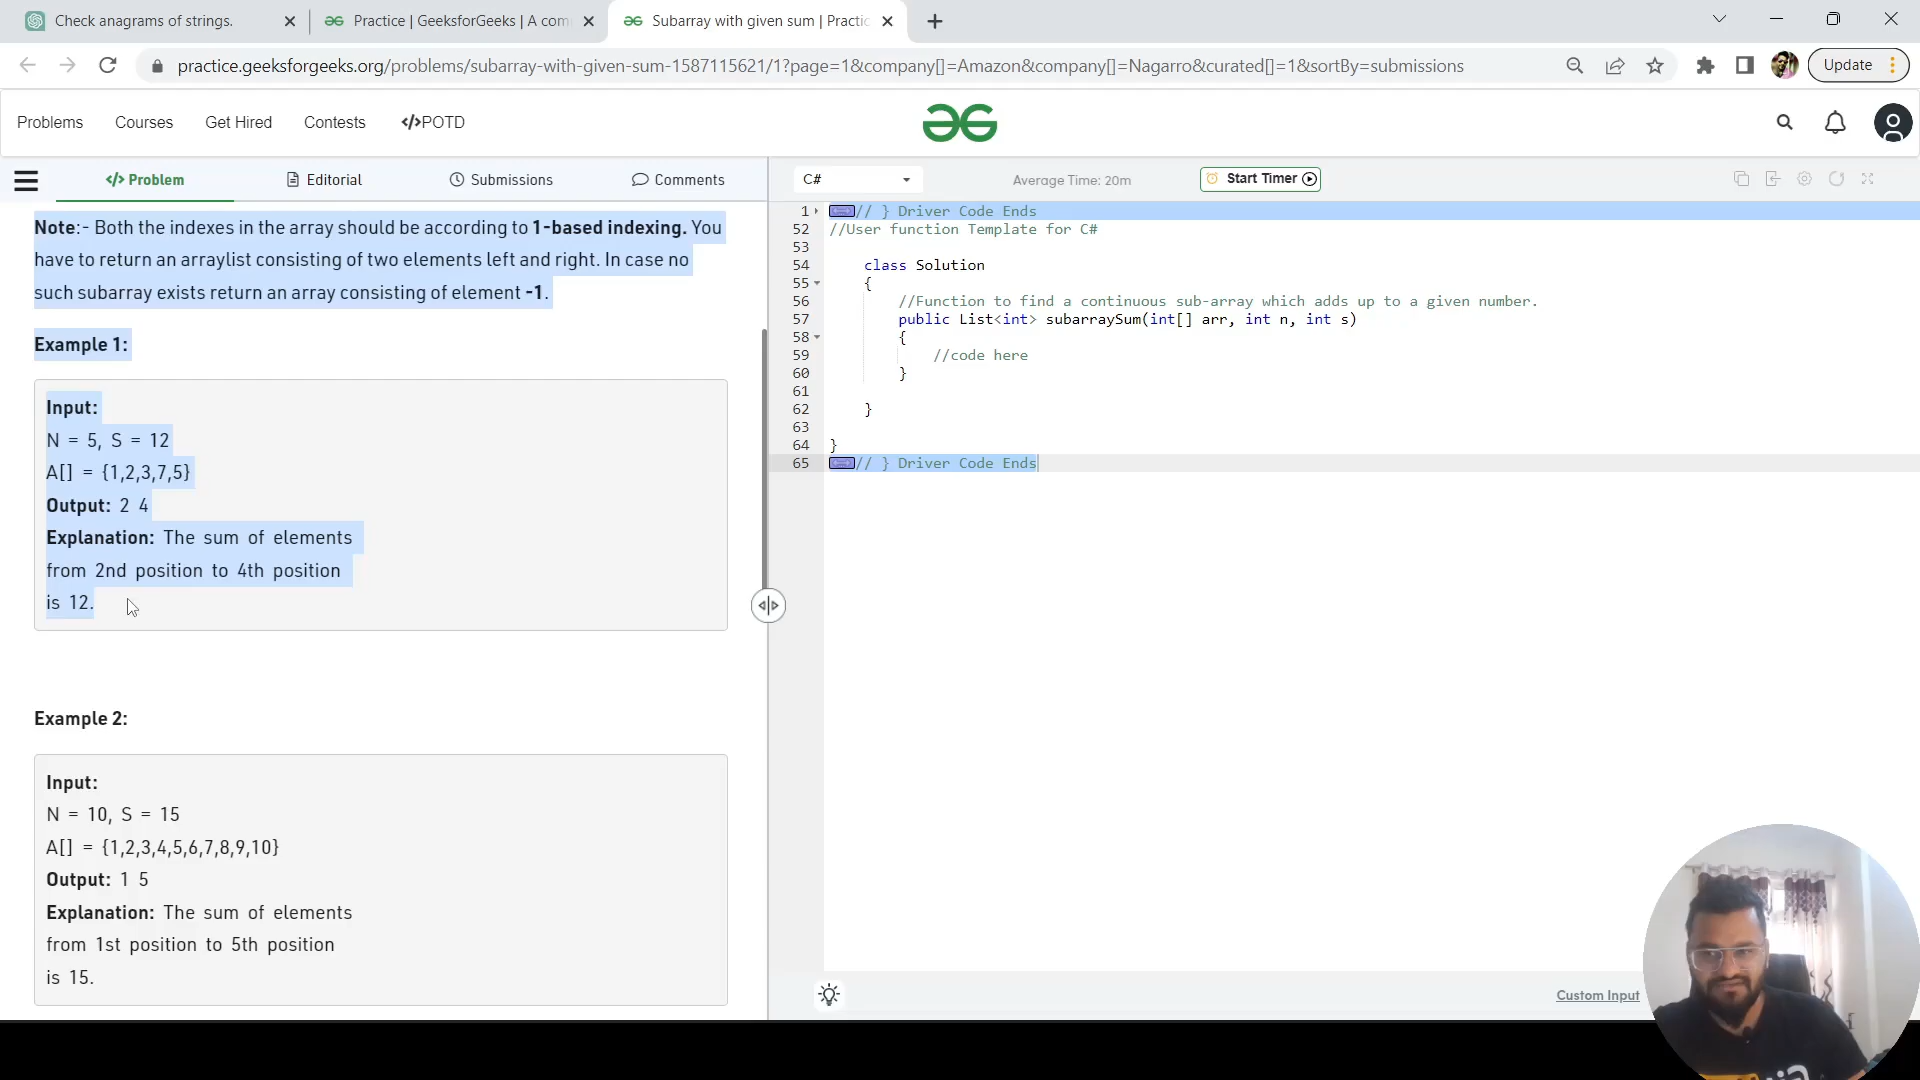 Check anagrams of strings.
Practice | GeeksforGeeks | A com
Subarray with given sum | Practic
practice.geeksforgeeks.org/problems/subarray-with-given-sum-1587115621/1?page=1&company[]=Amazon&company[]=Nagarro&curated[]=1&sortBy=submissions
Update
Problems
Courses
Get Hired
Contests
</>POTD
</> Problem
Editorial
Submissions
Comments
Note:- Both the indexes in the array should be according to 1-based indexing. You
have to return an arraylist consisting of two elements left and right. In case no
such subarray exists return an array consisting of element -1.
Example 1:
Input:
N = 5, S = 12
A[] = {1,2,3,7,5}
Output: 2 4
Explanation: The sum of elements
from 2nd position to 4th position
is 12.
Example 2:
Input:
N = 10, S = 15
A[] = {1,2,3,4,5,6,7,8,9,10}
Output: 1 5
Explanation: The sum of elements
from 1st position to 5th position
is 15.
C#
Average Time: 20m
Start Timer
1 // } Driver Code Ends
52 //User function Template for C#
53
54 class Solution
55 {
56 //Function to find a continuous sub-array which adds up to a given number.
57 public List<int> subarraySum(int[] arr, int n, int s)
58 {
59 //code here
60 }
61
62 }
63
64 }
65 // } Driver Code Ends
Custom Input